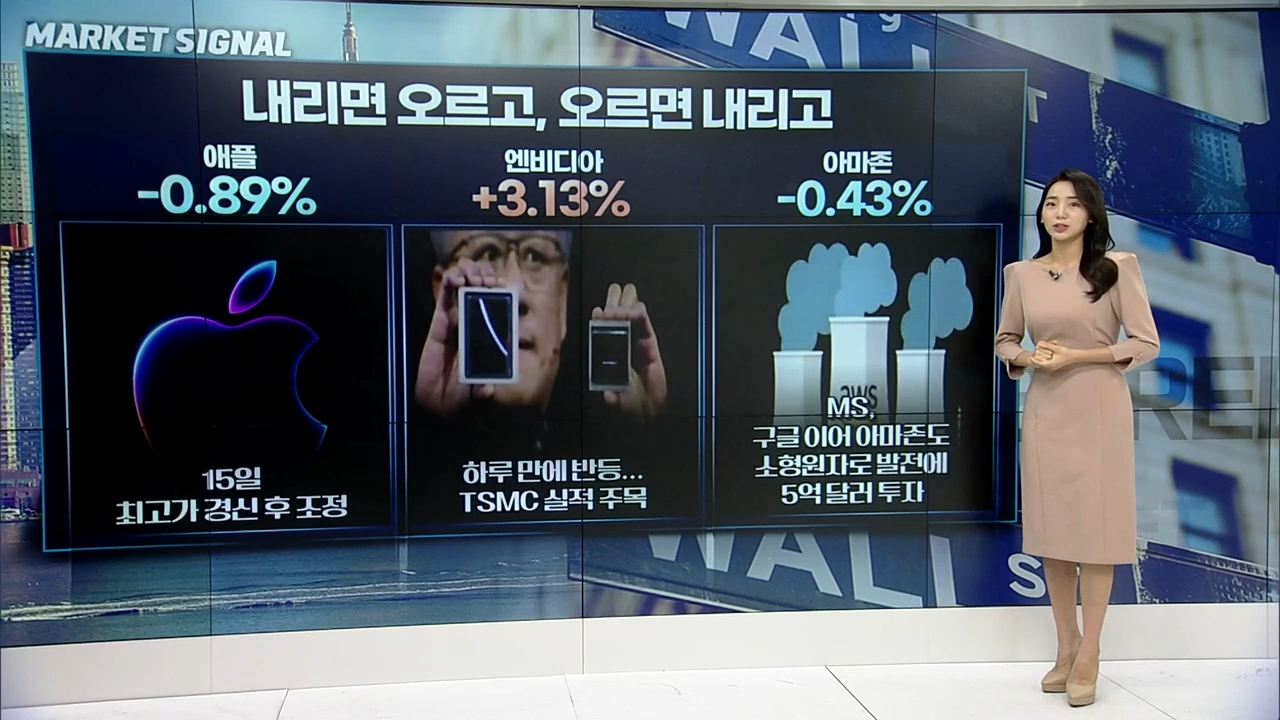 MARKET SIGNAL
WALL
T
내리면 오르고, 오르면 내리고
애플
-0.89%
엔비디아
+3.13%
아마존
-0.43%
aws
15일
최고가 경신 후 조정
하루 만에 반등...
TSMC 실적 주목
MS,
구글 이어 아마존도
소형원자로 발전에
5억 달러 투자
WALL S